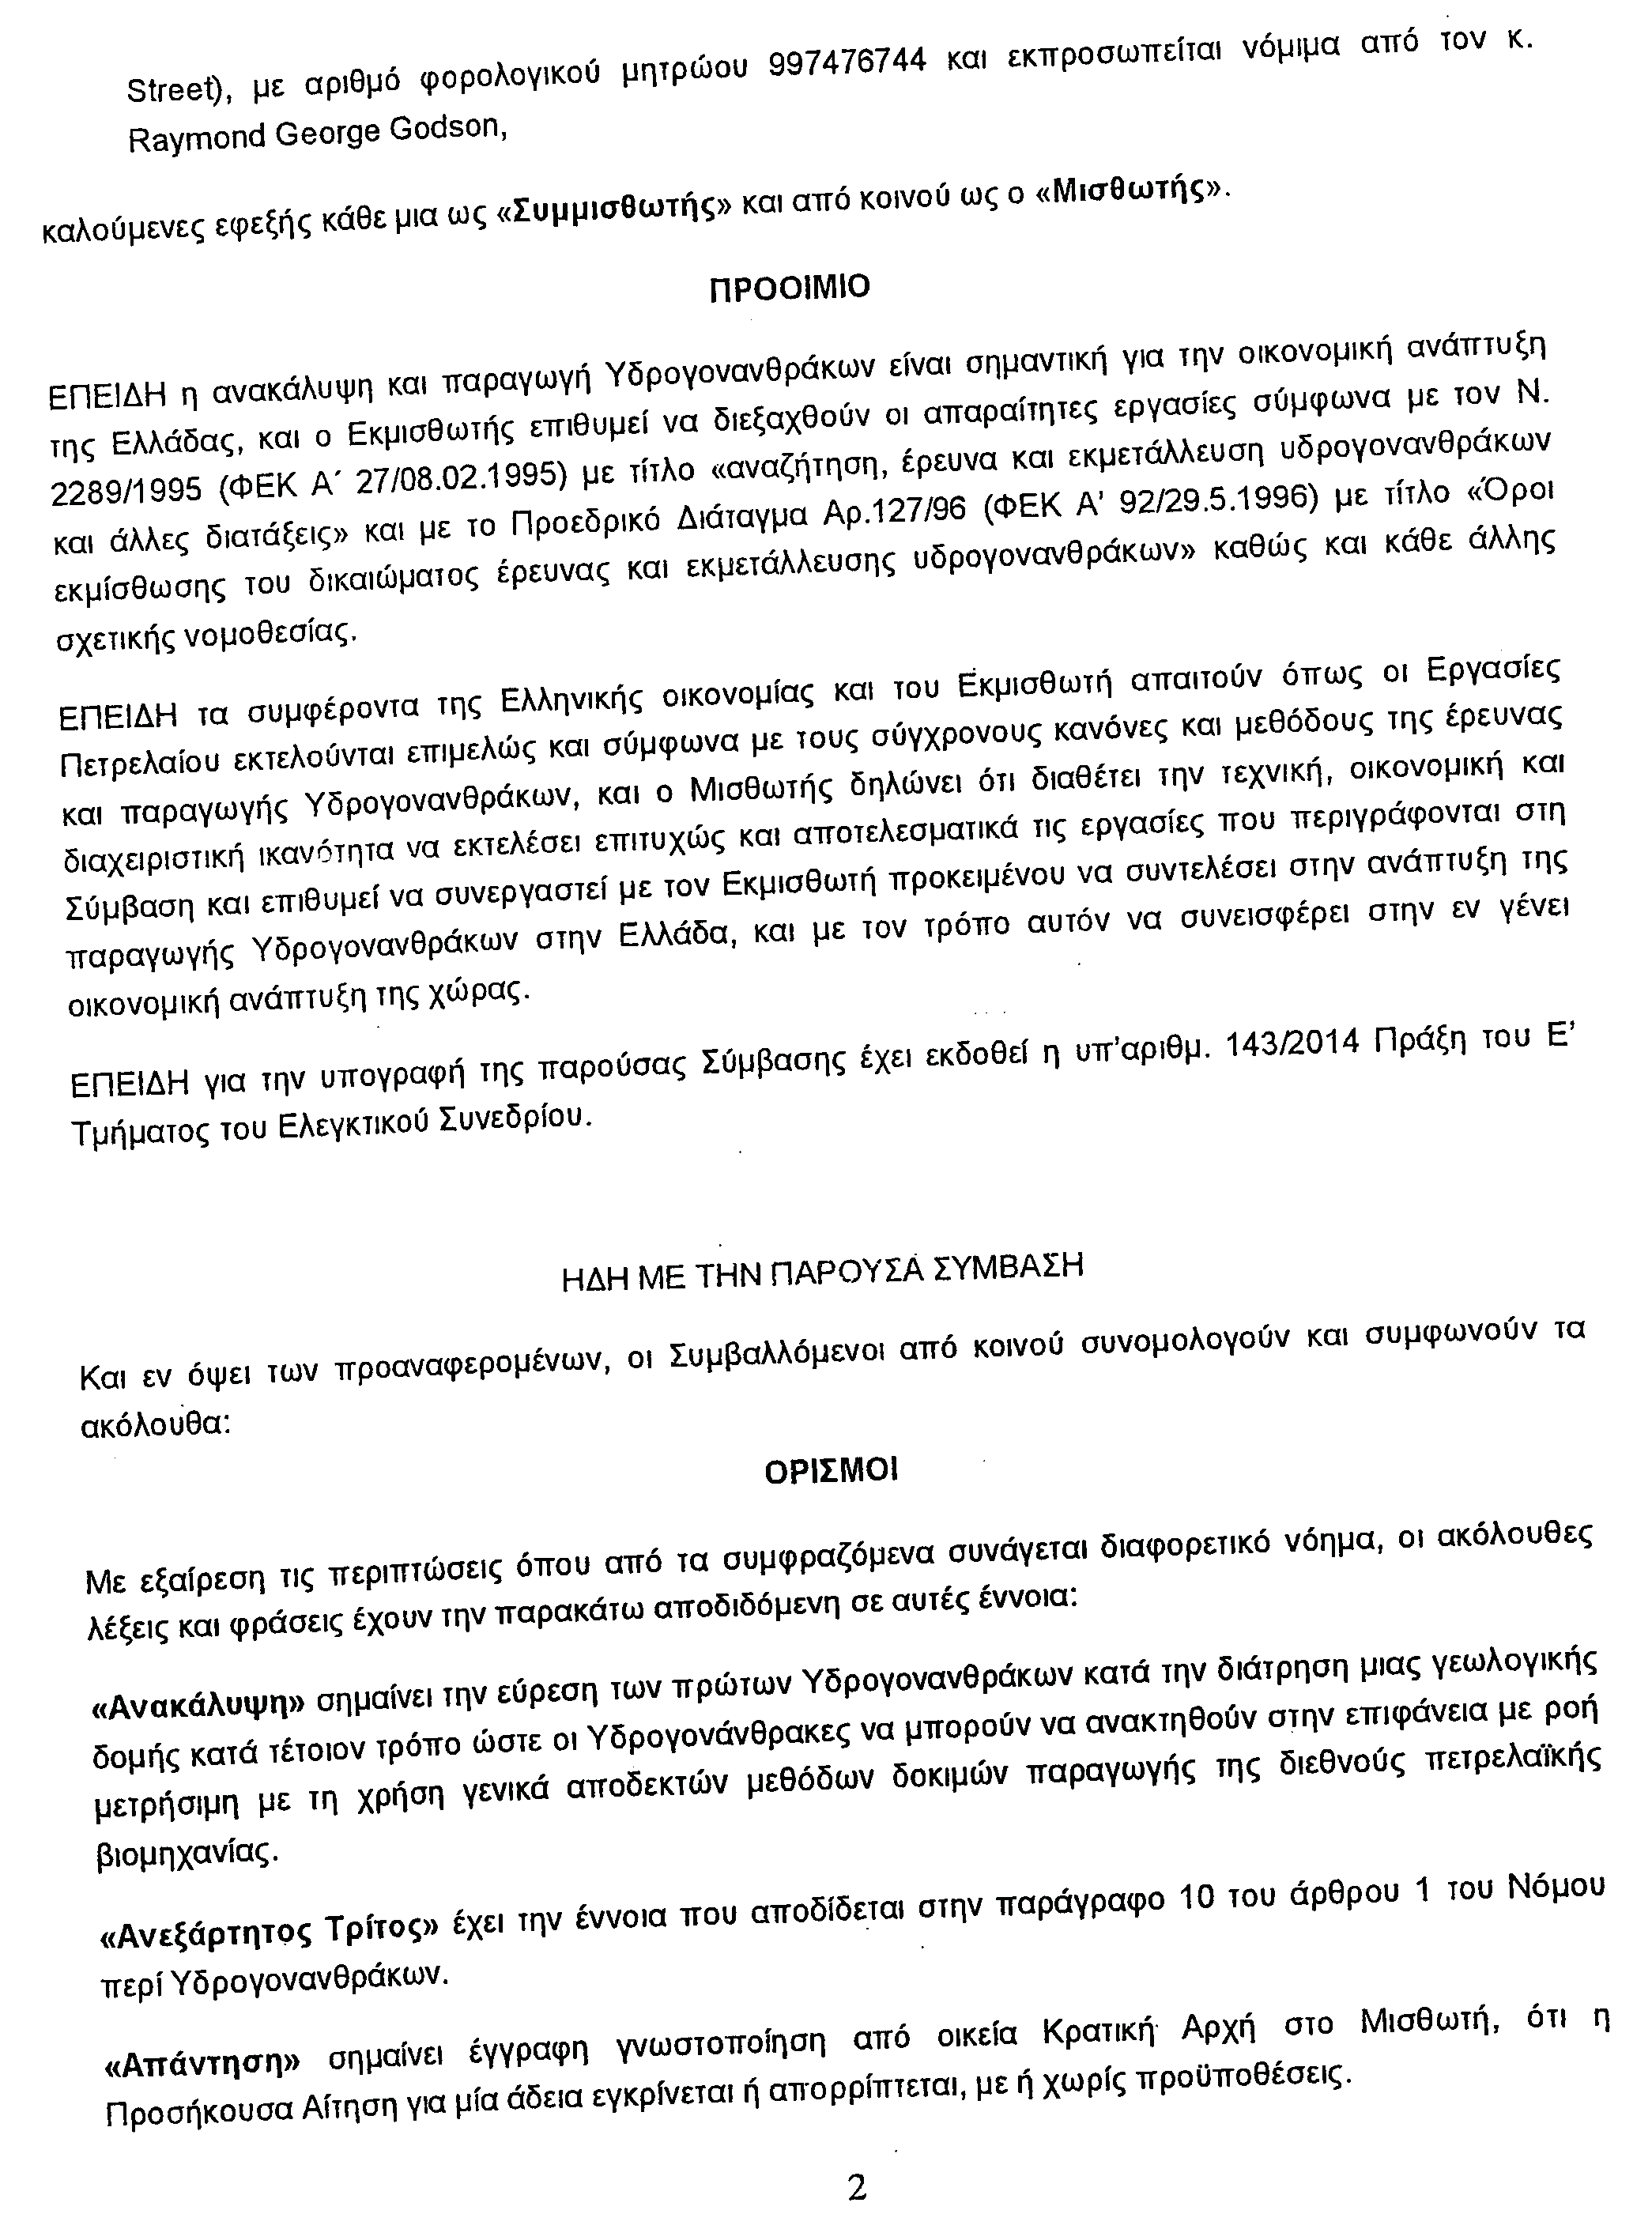 Street), με αριθμό φορολογικού μητρώου 997476744 και εκπροσωπείται νόμιμα από τον κ.
Raymond George Godson,
καλούμενες εφεξής κάθε μια ως «Συμμισθωτής» και από κοινού ως ο «Μισθωτής».
ΠΡΟΟΙΜΙΟ
ΕΠΕΙΔΗ η ανακάλυψη και παραγωγή Υδρογονανθράκων είναι σημαντική για την οικονομική ανάπτυξη
της Ελλάδας, και ο Εκμισθωτής επιθυμεί να διεξαχθούν οι απαραίτητες εργασίες σύμφωνα με τον Ν.
2289/1995 (ΦΕΚ Α΄ 27/08.02.1995) με τίτλο «αναζήτηση, έρευνα και εκμετάλλευση υδρογονανθράκων
και άλλες διατάξεις» και με το Προεδρικό Διάταγμα Αρ.127/96 (ΦΕΚ Α' 92/29.5.1996) με τίτλο «Όροι
εκμίσθωσης του δικαιώματος έρευνας και εκμετάλλευσης υδρογονανθράκων» καθώς και κάθε άλλης
σχετικής νομοθεσίας.
ΕΠΕΙΔΗ τα συμφέροντα της Ελληνικής οικονομίας και του Εκμισθωτή απαιτούν όπως οι Εργασίες
Πετρελαίου εκτελούνται επιμελώς και σύμφωνα με τους σύγχρονους κανόνες και μεθόδους της έρευνας
και παραγωγής Υδρογονανθράκων, και ο Μισθωτής δηλώνει ότι διαθέτει την τεχνική, οικονομική και
διαχειριστική ικανότητα να εκτελέσει επιτυχώς και αποτελεσματικά τις εργασίες που περιγράφονται στη
Σύμβαση και επιθυμεί να συνεργαστεί με τον Εκμισθωτή προκειμένου να συντελέσει στην ανάπτυξη της
παραγωγής Υδρογονανθράκων στην Ελλάδα, και με τον τρόπο αυτόν να συνεισφέρει στην εν γένει
οικονομική ανάπτυξη της χώρας.
ΕΠΕΙΔΗ για την υπογραφή της παρούσας Σύμβασης έχει εκδοθεί η υπ'αριθμ. 143/2014 Πράξη του Ε'
Τμήματος του Ελεγκτικού Συνεδρίου.
ΗΔΗ ΜΕ ΤΗΝ ΠΑΡΟΥΣΑ ΣΥΜΒΑΣΗ
Και εν όψει των προαναφερομένων, οι Συμβαλλόμενοι από κοινού συνομολογούν και συμφωνούν τα
ακόλουθα:
ΟΡΙΣΜΟΙ
Με εξαίρεση τις περιπτώσεις όπου από τα συμφραζόμενα συνάγεται διαφορετικό νόημα, οι ακόλουθες
λέξεις και φράσεις έχουν την παρακάτω αποδιδόμενη σε αυτές έννοια:
«Ανακάλυψη» σημαίνει την εύρεση των πρώτων Υδρογονανθράκων κατά την διάτρηση μιας γεωλογικής
δομής κατά τέτοιον τρόπο ώστε οι Υδρογονάνθρακες να μπορούν να ανακτηθούν στην επιφάνεια με ροή
μετρήσιμη με τη χρήση γενικά αποδεκτών μεθόδων δοκιμών παραγωγής της διεθνούς πετρελαϊκής
βιομηχανίας.
«Ανεξάρτητος Τρίτος» έχει την έννοια που αποδίδεται στην παράγραφο 10 του άρθρου 1 του Νόμου
περί Υδρογονανθράκων.
«Απάντηση» σημαίνει έγγραφη γνωστοποίηση από οικεία Κρατική Αρχή στο Μισθωτή, ότι η
Προσήκουσα Αίτηση για μία άδεια εγκρίνεται ή απορρίπτεται, με ή χωρίς προϋποθέσεις.
2